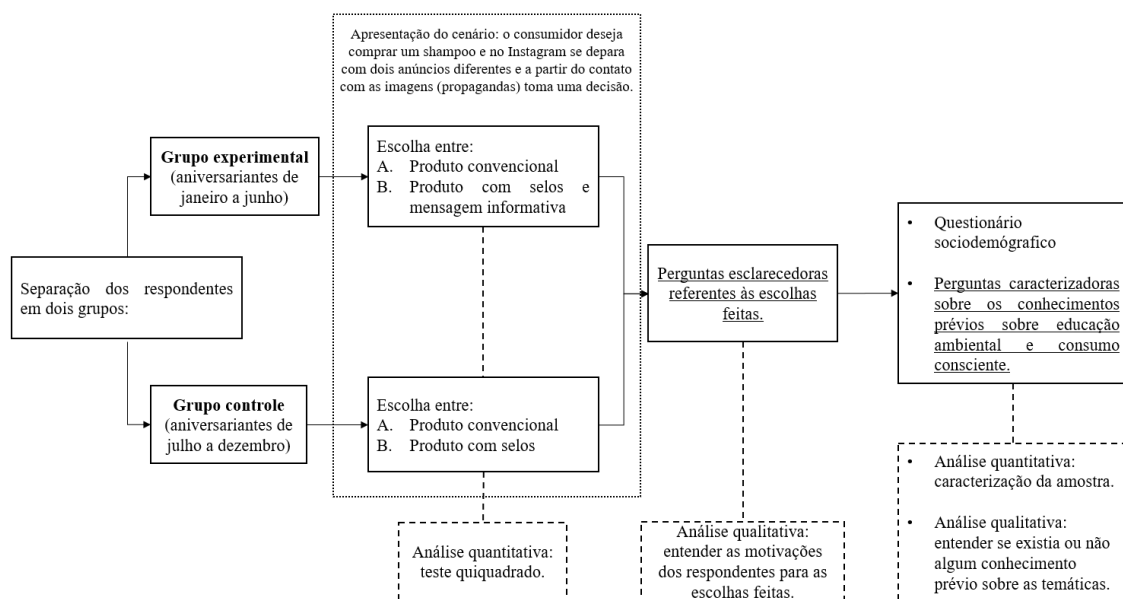 Apresentação do cenário: o consumidor deseja
comprar um shampoo e no Instagram se depara
com dois anúncios diferentes e a partir do contato
com as imagens (propagandas) toma uma decisão.
Separação dos respondentes
em dois grupos:
Grupo experimental
(aniversariantes de
janeiro a junho)
Grupo controle
(aniversariantes de
julho a dezembro)
Escolha entre:
A. Produto convencional
B. Produto com selos e
mensagem informativa
Escolha entre:
A. Produto convencional
B. Produto com selos
Análise quantitativa:
teste quiquadrado.
Perguntas esclarecedoras
referentes às escolhas
feitas.
Análise qualitativa:
entender as motivações
dos respondentes para as
escolhas feitas.
• Questionário
sociodemógrafico
• Perguntas caracterizadoras
sobre os conhecimentos
prévios sobre educação
ambiental e consumo
consciente.
• Análise quantitativa:
caracterização da amostra.
• Análise qualitativa:
entender se existia ou não
algum conhecimento
prévio sobre as temáticas.